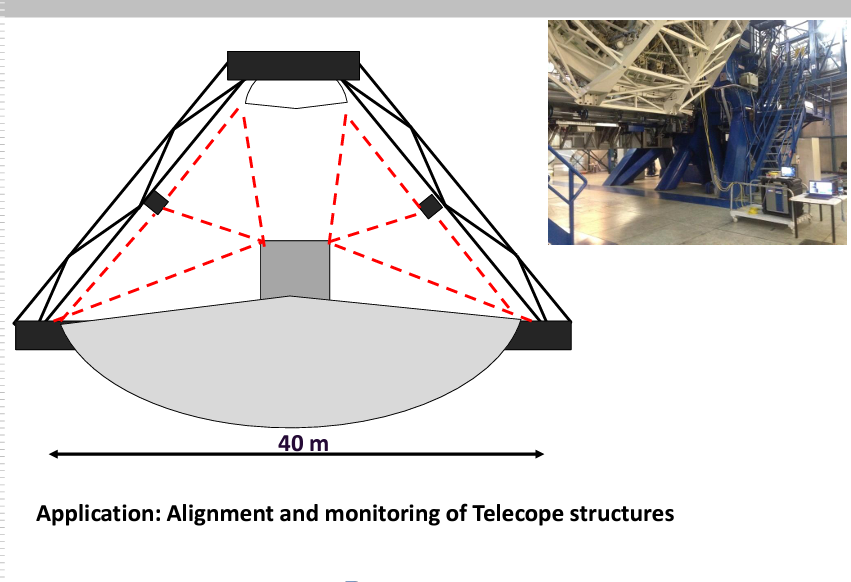 40 m
Application: Alignment and monitoring of Telecope structures